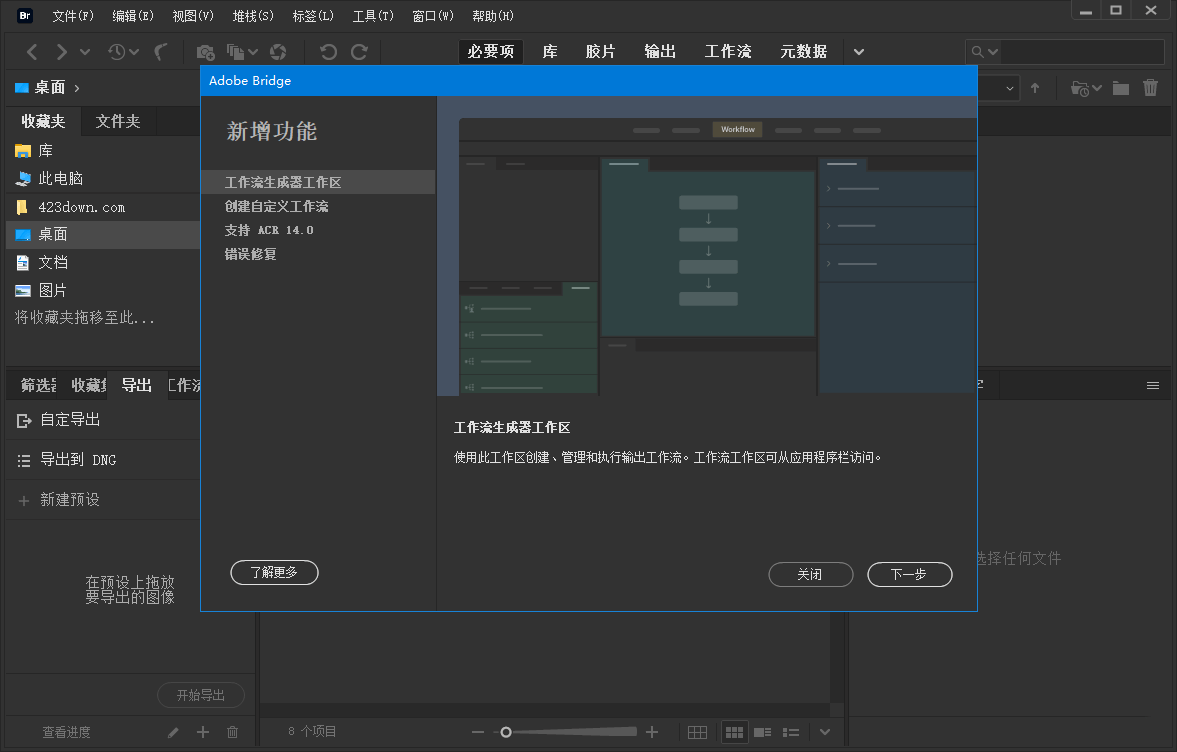 Br 文件(F) 编辑(E) 视图(V) 堆栈(S) 标签(L) 工具(T) 窗口(W) 帮助(H)
必要项 库 胶片 输出 工作流 元数据
桌面
Adobe Bridge
收藏夹 文件夹
新增功能
Workflow
库
此电脑
工作流生成器工作区
423down.com
创建自定义工作流
桌面
支持 ACR 14.0
文档
错误修复
图片
将收藏夹拖移至此...
筛选器 收藏集 导出 工作流
自定导出
工作流生成器工作区
导出到 DNG
使用此工作区创建、管理和执行输出工作流。工作流工作区可从应用程序栏访问。
新建预设
选择任何文件
了解更多
关闭
下一步
在预设上拖放
要导出的图像
开始导出
查看进度
8 个项目